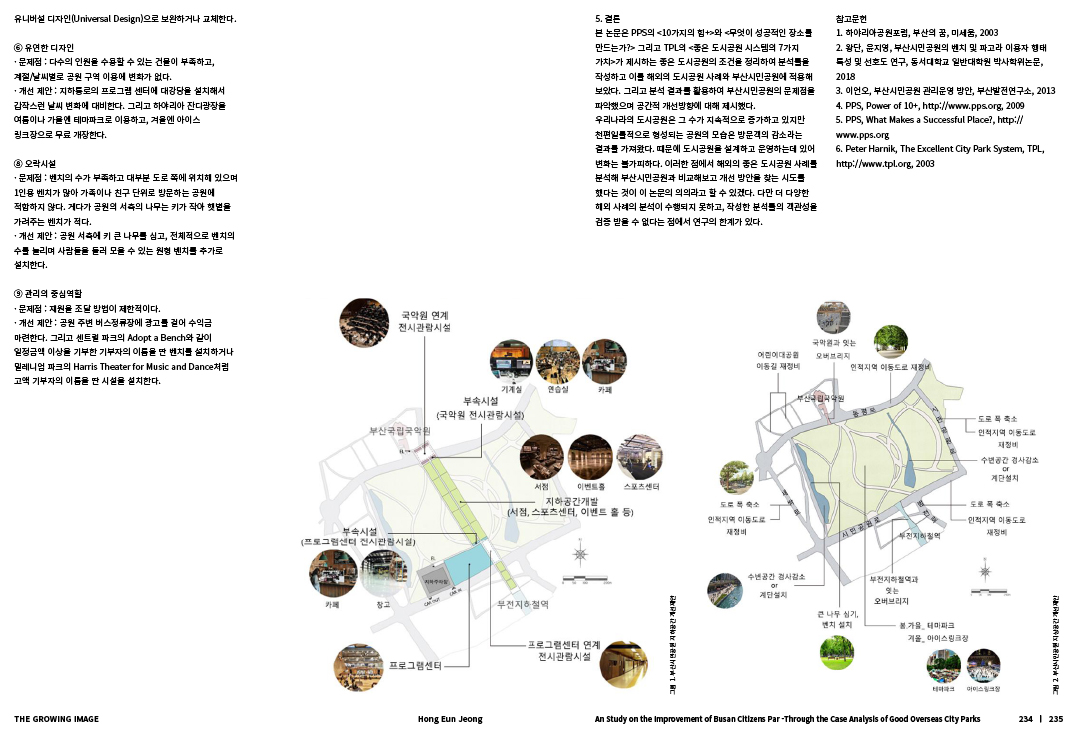 유니버설 디자인(Universal Design)으로 보완하거나 교체한다.
⑥ 유연한 디자인
· 문제점 : 다수의 인원을 수용할 수 있는 건물이 부족하고,
계절/날씨별로 공원 구역 이용에 변화가 없다.
· 개선 제안 : 지하통로의 프로그램 센터에 대강당을 설치해서
갑작스런 날씨 변화에 대비한다. 그리고 하야리아 잔디광장을
여름이나 가을엔 테마파크로 이용하고, 겨울엔 아이스
링크장으로 무료 개장한다.
⑧ 오락시설
· 문제점 : 벤치의 수가 부족하고 대부분 도로 쪽에 위치해 있으며
1인용 벤치가 많아 가족이나 친구 단위로 방문하는 공원에
적합하지 않다. 게다가 공원의 서측의 나무는 키가 작아 햇볕을
가려주는 벤치가 적다.
· 개선 제안 : 공원 서측에 키 큰 나무를 심고, 전체적으로 벤치의
수를 늘리며 사람들을 둘러 모을 수 있는 원형 벤치를 추가로
설치한다.
⑨ 관리의 중심역할
· 문제점 : 재원을 조달 방법이 제한적이다.
· 개선 제안 : 공원 주변 버스정류장에 광고를 걸어 수익금
마련한다. 그리고 센트럴 파크의 Adopt a Bench와 같이
일정금액 이상을 기부한 기부자의 이름을 딴 벤치를 설치하거나
밀레니엄 파크의 Harris Theater for Music and Dance처럼
고액 기부자의 이름을 딴 시설을 설치한다.
5. 결론
본 논문은 PPS의 <10가지의 힘+>와 <무엇이 성공적인 장소를
만드는가?> 그리고 TPL의 <좋은 도시공원 시스템의 7가지
가치>가 제시하는 좋은 도시공원의 조건을 정리하여 분석틀을
작성하고 이를 해외의 도시공원 사례와 부산시민공원에 적용해
보았다. 그리고 분석 결과를 활용하여 부산시민공원의 문제점을
파악했으며 공간적 개선방향에 대해 제시했다.
우리나라의 도시공원은 그 수가 지속적으로 증가하고 있지만
천편일률적으로 형성되는 공원의 모습은 방문객의 감소라는
결과를 가져왔다. 때문에 도시공원을 설계하고 운영하는데 있어
변화는 불가피하다. 이러한 점에서 해외의 좋은 도시공원 사례를
분석해 부산시민공원과 비교해보고 개선 방안을 찾는 시도를
했다는 것이 이 논문의 의의라고 할 수 있겠다. 다만 더 다양한
해외 사례의 분석이 수행되지 못하고, 작성한 분석틀의 객관성을
검증 받을 수 없다는 점에서 연구의 한계가 있다.
참고문헌
1. 하야리아공원포럼, 부산의 꿈, 미세움, 2003
2. 왕단, 윤지영, 부산시민공원의 벤치 및 파고라 이용자 행태
특성 및 선호도 연구, 동서대학교 일반대학원 박사학위논문,
2018
3. 이언오, 부산시민공원 관리운영 방안, 부산발전연구소, 2013
4. PPS, Power of 10+, http://www.pps.org, 2009
5. PPS, What Makes a Successful Place?, http://
www.pps.org
6. Peter Harnik, The Excellent City Park System, TPL,
http://www.tpl.org, 2003
국악원 연계
전시관람시설
기계실 연습실 카페
부속시설
(국악원 전시관람시설)
부산국립국악원
서점 이벤트홀 스포츠센터
지하공간개발
(서점, 스포츠센터, 이벤트 홀 등)
부속시설
(프로그램센터 전시관람시설)
카페 창고
지하주차장
CAR OUT CAR IN
부전지하철역
프로그램센터 연계
전시관람시설
프로그램센터
국악원과 잇는
오버브리지
어린이대공원
이동길 재정비
인적지역 이동도로 재정비
부산국립국악원
도로 폭 축소
인적지역 이동도로
재정비
수변공간 경사감소
or
계단설치
도로 폭 축소
인적지역 이동도로
재정비
도로 폭 축소
인적지역 이동도로
재정비
시민공원로
부전지하철역
수변공간 경사감소
or
계단설치
부전지하철역과
잇는
오버브리지
큰 나무 심기,
벤치 설치
봄,가을_ 테마파크
겨울_ 아이스링크장
테마파크 아이스링크장
THE GROWING IMAGE
Hong Eun Jeong
An Study on the Improvement of Busan Citizens Par -Through the Case Analysis of Good Overseas City Parks
234 | 235